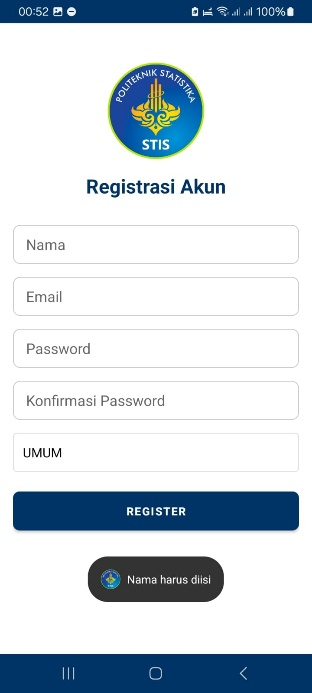 00:52
100%
POLITEKNIK STATISTIKA
STIS
Registrasi Akun
Nama
Email
Password
Konfirmasi Password
UMUM
REGISTER
Nama harus diisi